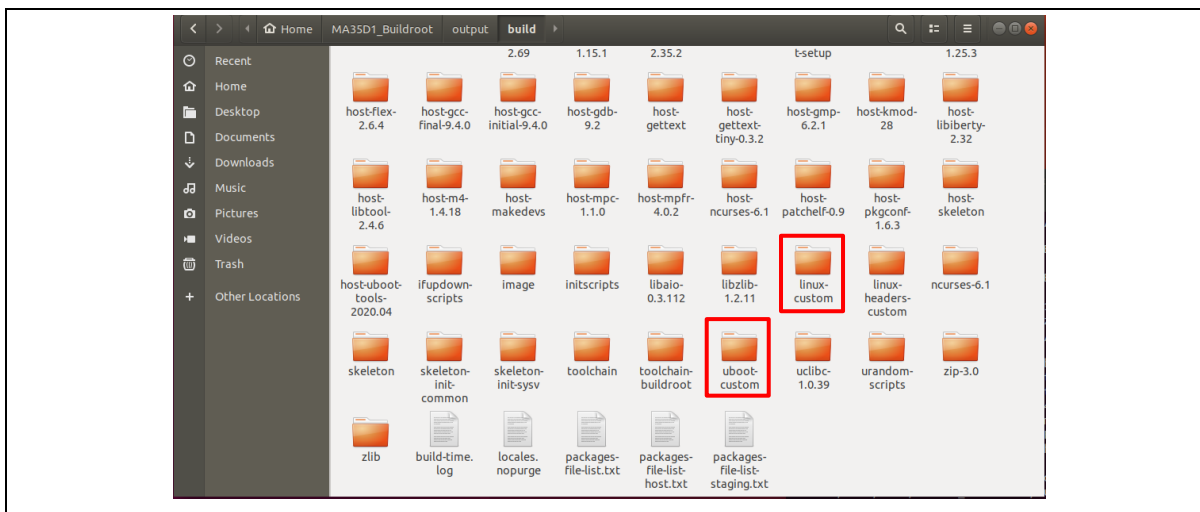 Home MA35D1_Buildroot output build
Recent
Home
Desktop
Documents
Downloads
Music
Pictures
Videos
Trash
Other Locations
2.69 1.15.1 2.35.2 t-setup 1.25.3
host-flex- host-gcc- host-gcc- host-gdb- host- host- host-gmp- host-kmod- host-
2.6.4 final-9.4.0 initial-9.4.0 9.2 gettext gettext- 6.2.1 28 libiberty-
tiny-0.3.2 2.32
host- host-m4- host- host-mpc- host-mpfr- host- host- host- host-
libtool- 1.4.18 makedevs 1.1.0 4.0.2 ncurses-6.1 patchelf-0.9 pkgconf- skeleton
2.4.6 1.6.3
host-uboot- ifupdown- image initscripts libaio- libzlib- linux- linux- ncurses-6.1
tools- scripts 0.3.112 1.2.11 custom headers-
2020.04 custom
skeleton skeleton- skeleton- toolchain toolchain- uboot- uclibc- urandom- zip-3.0
init- init-sysv buildroot custom 1.0.39 scripts
common
zlib build-time. locales. packages- packages- packages-
log nopurge file-list.txt file-list- file-list-
host.txt staging.txt